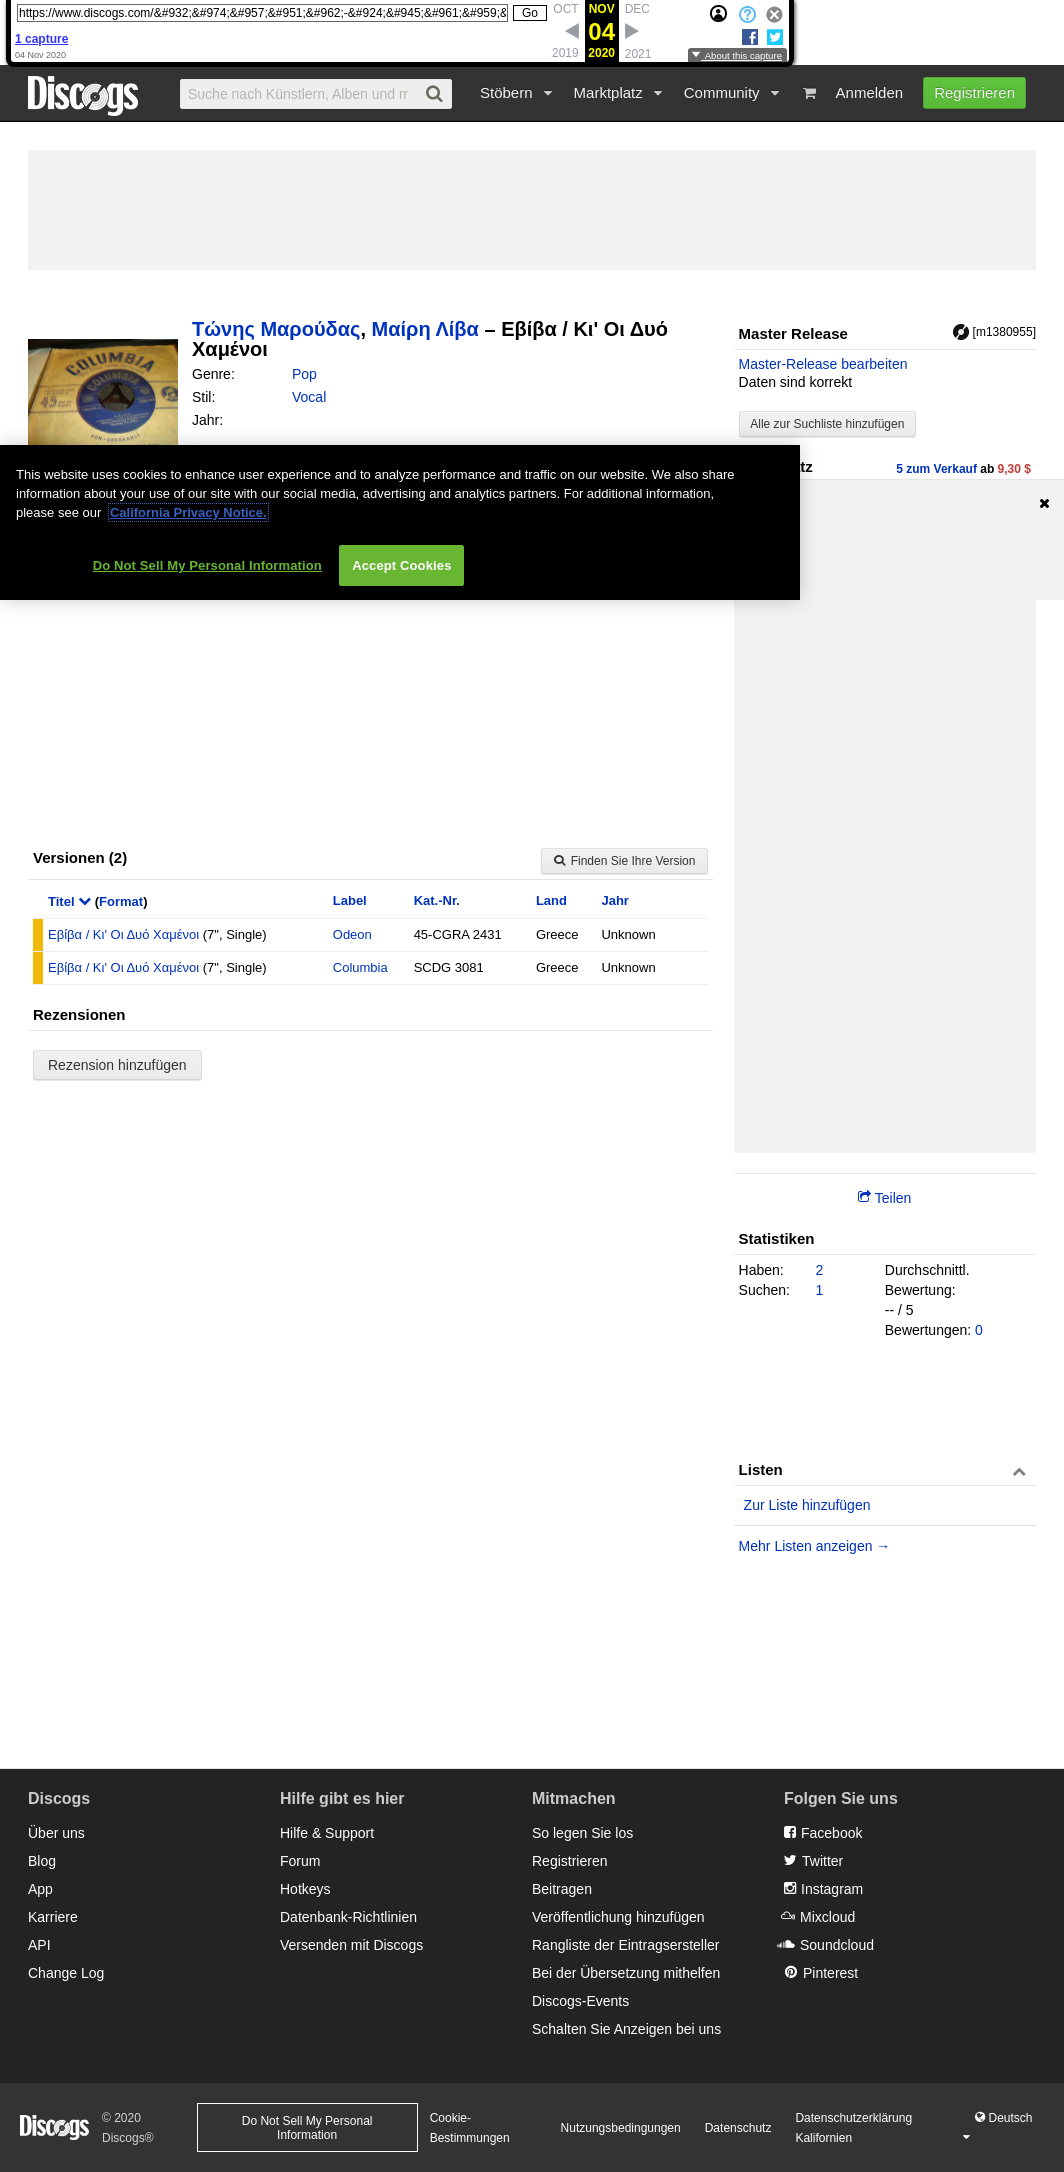 https://www.discogs.com/&#932;&#974;&#957;&#951;&#962;-&#924;&#945;&#961;&#959;&
Go
OCT NOV DEC
04
2019 2020 2021
1 capture
04 Nov 2020
About this capture
Discogs
Suche nach Künstlern, Alben und m
Stöbern
Marktplatz
Community
Anmelden
Registrieren
Τώνης Μαρούδας, Μαίρη Λίβα – Εβίβα / Κι' Οι Δυό
Χαμένοι
Genre: Pop
Stil: Vocal
Jahr:
COLUMBIA
45
NON-BREAKABLE
Master Release
[m1380955]
Master-Release bearbeiten
Daten sind korrekt
Alle zur Suchliste hinzufügen
tz
5 zum Verkauf ab 9,30 $
This website uses cookies to enhance user experience and to analyze performance and traffic on our website. We also share
information about your use of our site with our social media, advertising and analytics partners. For additional information,
please see our California Privacy Notice.
Do Not Sell My Personal Information
Accept Cookies
Versionen (2)
Finden Sie Ihre Version
Titel (Format) Label Kat.-Nr. Land Jahr
Εβίβα / Κι' Οι Δυό Χαμένοι (7", Single) Odeon 45-CGRA 2431 Greece Unknown
Εβίβα / Κι' Οι Δυό Χαμένοι (7", Single) Columbia SCDG 3081 Greece Unknown
Rezensionen
Rezension hinzufügen
Teilen
Statistiken
Haben: 2
Suchen: 1
Durchschnittl.
Bewertung:
-- / 5
Bewertungen: 0
Listen
Zur Liste hinzufügen
Mehr Listen anzeigen →
Discogs
Über uns
Blog
App
Karriere
API
Change Log
Hilfe gibt es hier
Hilfe & Support
Forum
Hotkeys
Datenbank-Richtlinien
Versenden mit Discogs
Mitmachen
So legen Sie los
Registrieren
Beitragen
Veröffentlichung hinzufügen
Rangliste der Eintragsersteller
Bei der Übersetzung mithelfen
Discogs-Events
Schalten Sie Anzeigen bei uns
Folgen Sie uns
Facebook
Twitter
Instagram
Mixcloud
Soundcloud
Pinterest
Discogs
© 2020
Discogs®
Do Not Sell My Personal
Information
Cookie-
Bestimmungen
Nutzungsbedingungen
Datenschutz
Datenschutzerklärung
Kalifornien
Deutsch